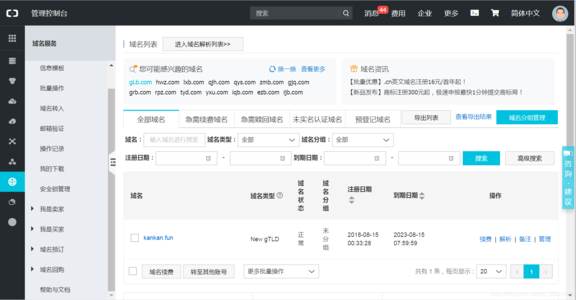 管理控制台
搜索
消息 44 费用 企业 更多 简体中文
域名服务
信息模板
批量操作
域名转入
邮箱验证
操作记录
我的下载
安全锁管理
我是卖家
我是买家
域名预订
域名回购
帮助与文档
域名列表 进入域名解析列表>>
您可能感兴趣的域名 换一换 查看更多
glb.com hwz.com lxb.com qjh.com qys.com zmb.com gjq.com
grb.com rpz.com tyd.com yzx.com iqb.com ezb.com ljb.com
域名资讯
【批量优惠】.cn英文域名注册16元/首年起！
【新品发布】商标注册300元起，极速申报最快1分钟提交商标网！
全部域名 急需续费域名 急需赎回域名 未实名认证域名 预登记域名 导出列表 查看导出结果 域名分组管理
域名： 输入域名进行搜索 域名类型： 全部 域名分组： 全部
注册日期： - 到期日期： - 搜索 高级搜索
域名 域名类型 域名状态 域名分组 注册日期 到期日期 操作
kankan.fun New gTLD 正常 未分组 2018-08-15 00:33:28 2023-08-15 07:59:59 续费 | 解析 | 备注 | 管理
域名续费 转至其他账号 更多批量操作 共有 1 条，每页显示： 20 1
咨询·建议